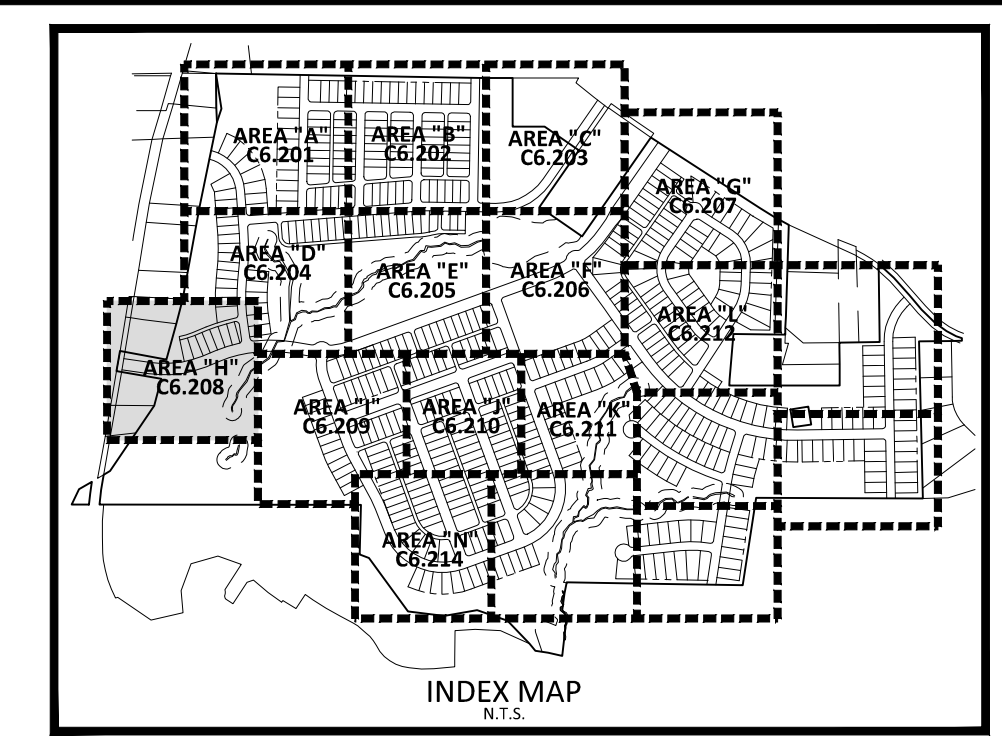 AREA "A"
C6.201
AREA "B"
C6.202
AREA "C"
C6.203
AREA "G"
C6.207
AREA "D"
C6.204
AREA "E"
C6.205
AREA "F"
C6.206
AREA "L"
C6.212
AREA "H"
C6.208
AREA "I"
C6.209
AREA "J"
C6.210
AREA "K"
C6.211
AREA "N"
C6.214
INDEX MAP
N.T.S.